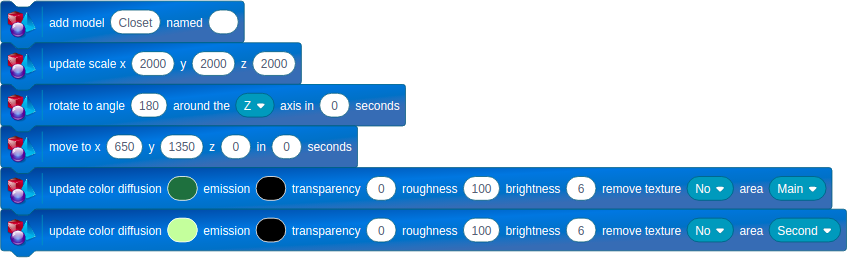 add model Closet named
update scale x 2000 y 2000 z 2000
rotate to angle 180 around the Z axis in 0 seconds
move to x 650 y 1350 z 0 in 0 seconds
update color diffusion emission transparency 0 roughness 100 brightness 6 remove texture No area Main
update color diffusion emission transparency 0 roughness 100 brightness 6 remove texture No area Second